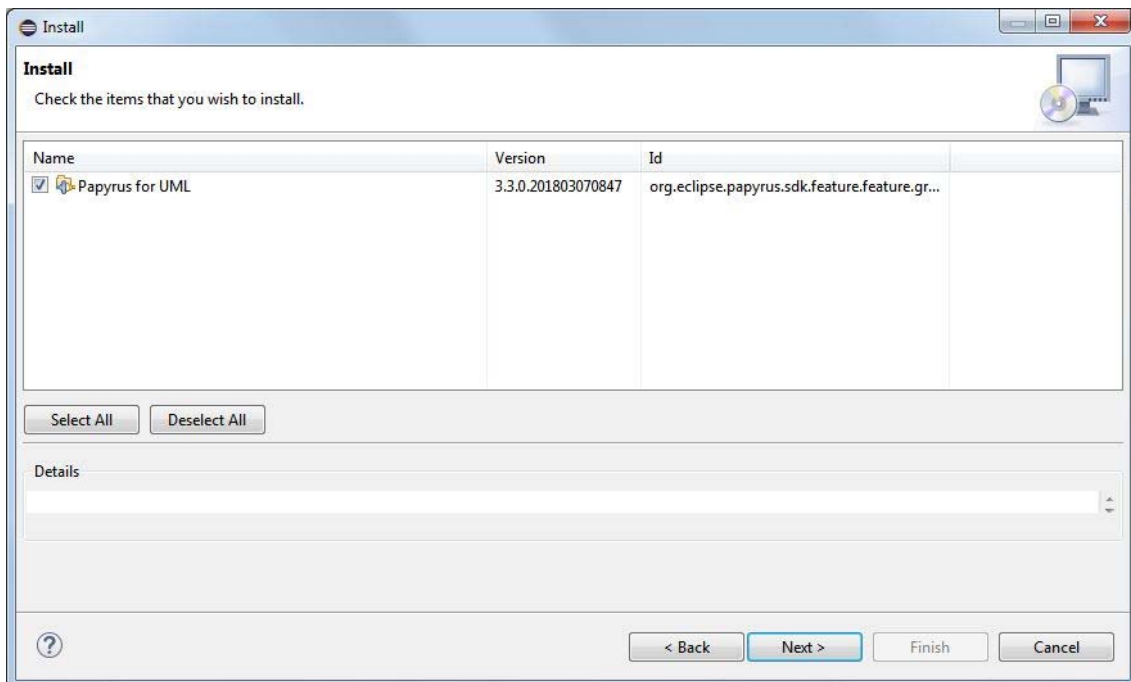 Install
Install
Check the items that you wish to install.
Name Version Id
Papyrus for UML 3.3.0.201803070847 org.eclipse.papyrus.sdk.feature.feature.gr...
Select All Deselect All
Details
< Back Next > Finish Cancel